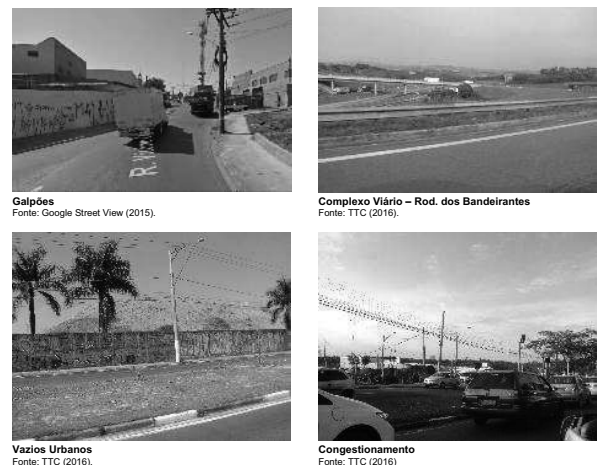 Galpões
Fonte: Google Street View (2015).
Complexo Viário – Rod. dos Bandeirantes
Fonte: TTC (2016).
Vazios Urbanos
Fonte: TTC (2016).
Congestionamento
Fonte: TTC (2016)